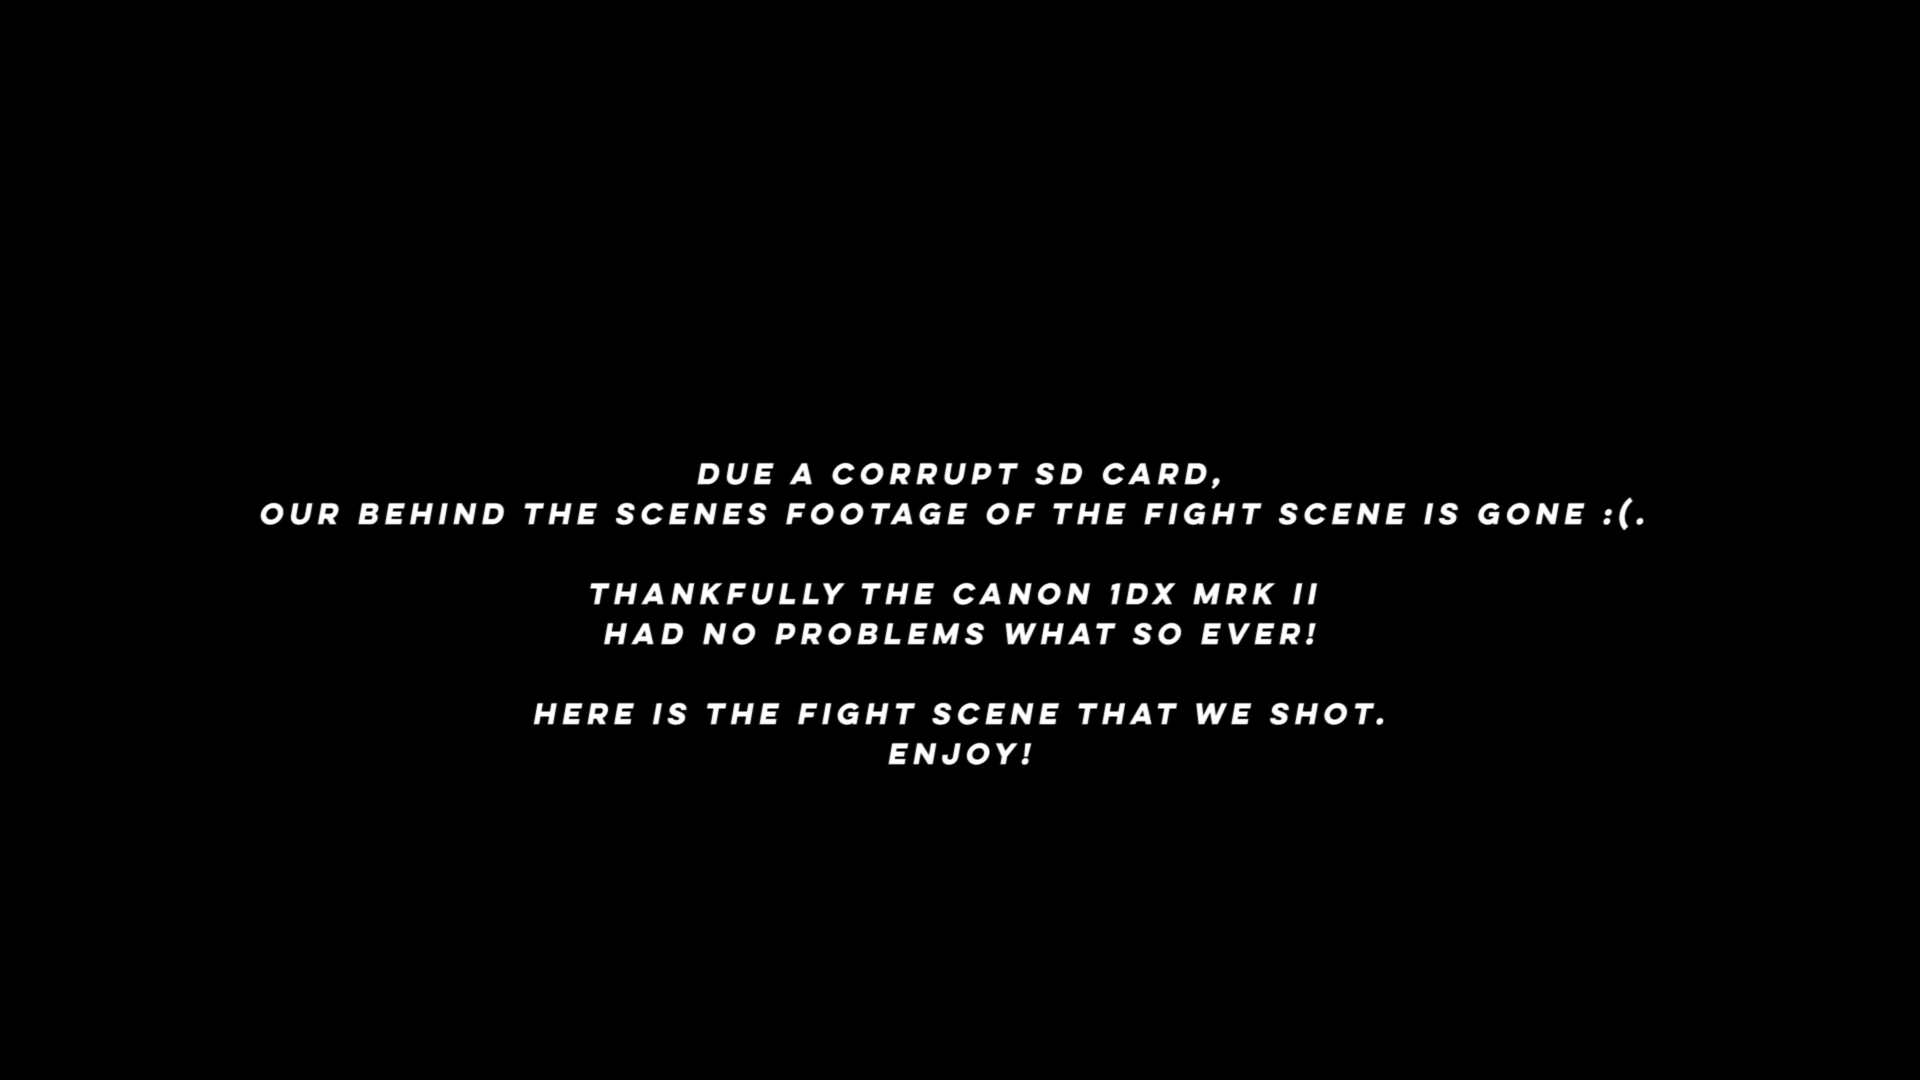 DUE A CORRUPT SD CARD,
OUR BEHIND THE SCENES FOOTAGE OF THE FIGHT SCENE IS GONE :(.
THANKFULLY THE CANON 1DX MRK II
HAD NO PROBLEMS WHAT SO EVER!
HERE IS THE FIGHT SCENE THAT WE SHOT.
ENJOY!